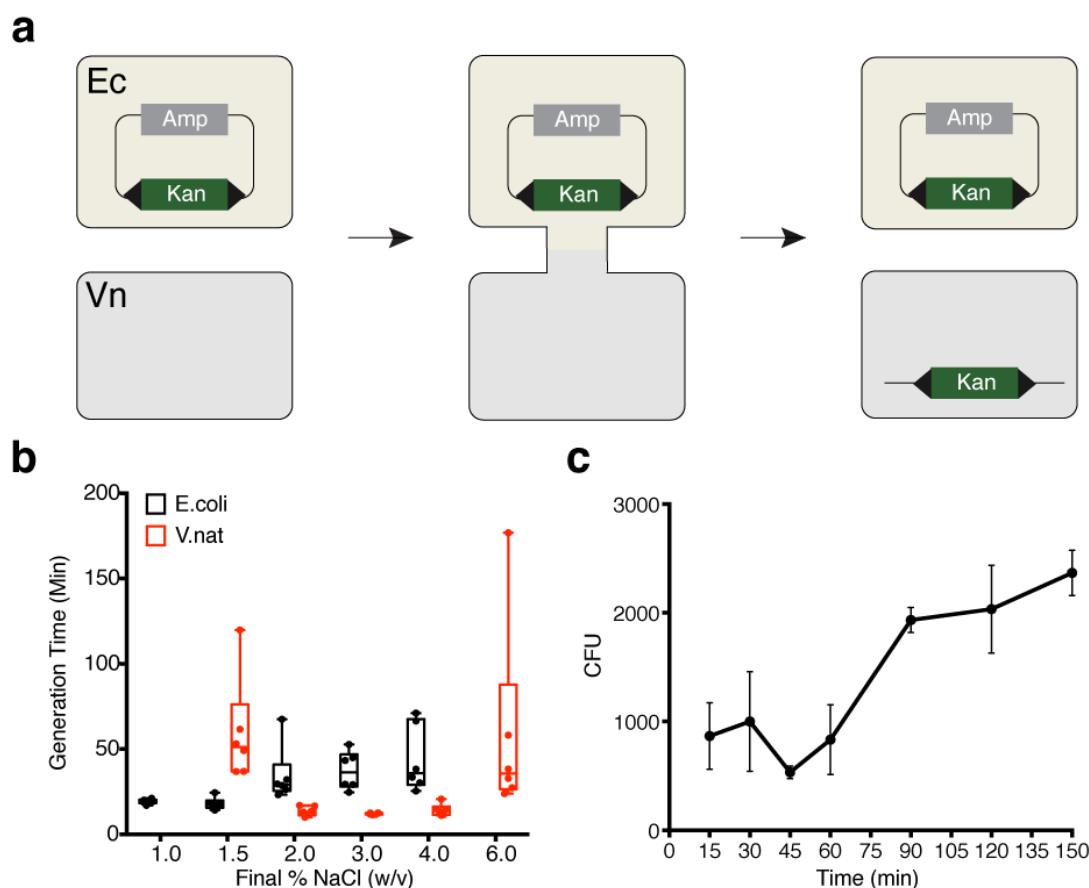 a
Ec
Amp
Kan
Amp
Kan
Amp
Kan
Vn
Kan
b
200
150
100
50
0
Generation Time (Min)
E.coli
V.nat
1.0 1.5 2.0 3.0 4.0 6.0
Final % NaCl (w/v)
c
3000
2000
1000
0
CFU
0 15 30 45 60 75 90 105 120 135 150
Time (min)